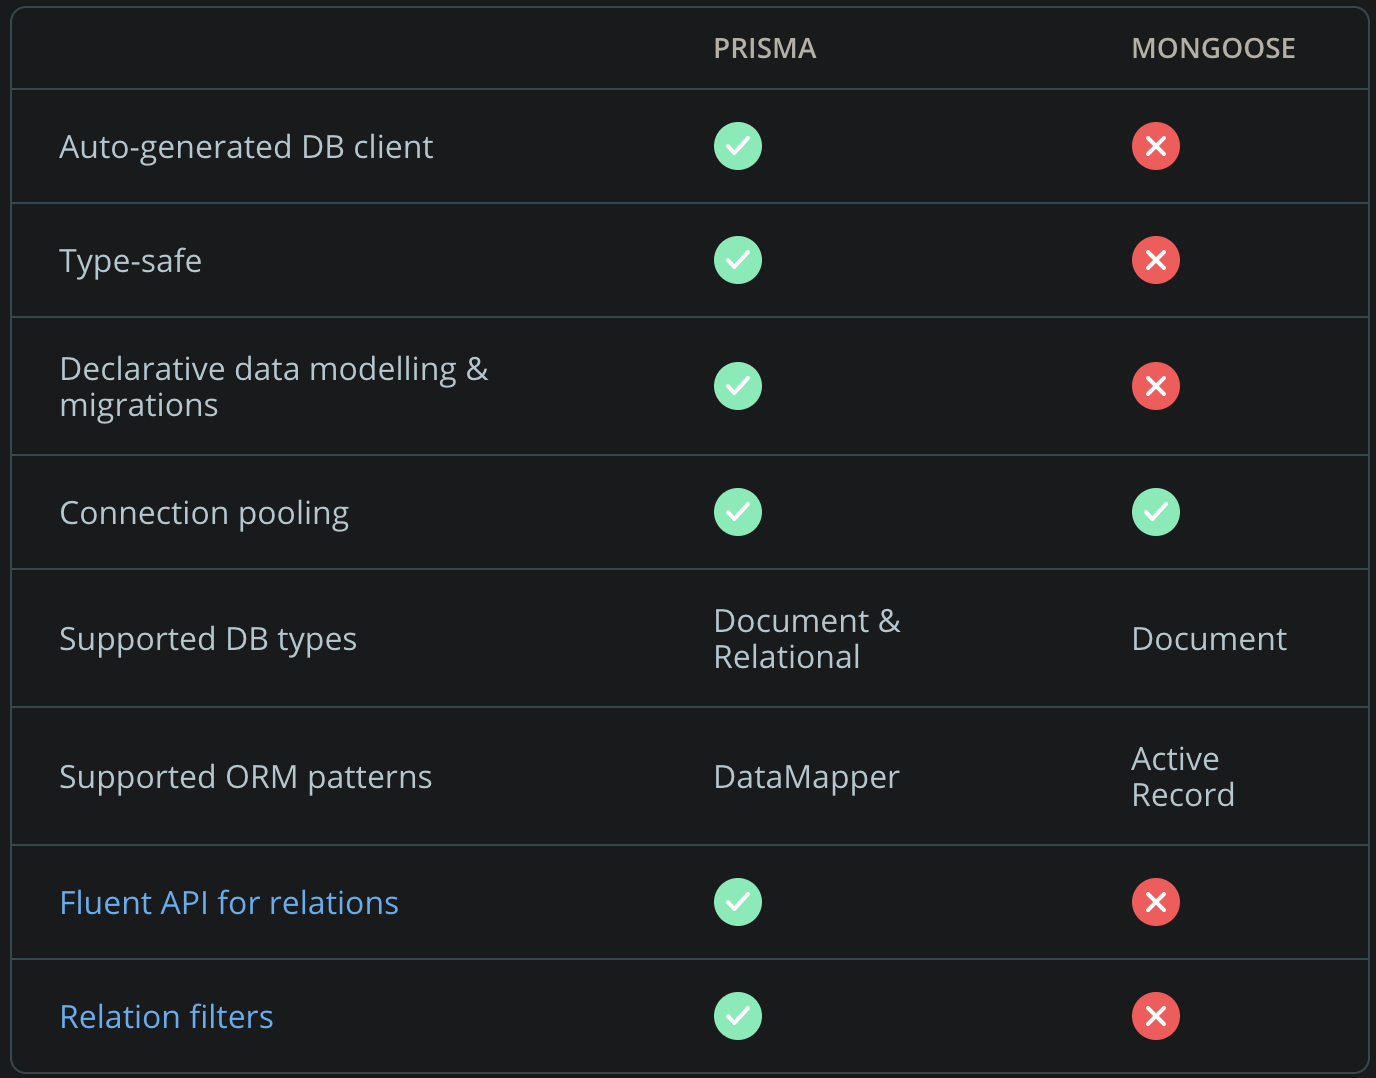 PRISMA MONGOOSE
Auto-generated DB client
Type-safe
Declarative data modelling &
migrations
Connection pooling
Supported DB types
Document &
Relational
Document
Supported ORM patterns
DataMapper
Active
Record
Fluent API for relations
Relation filters